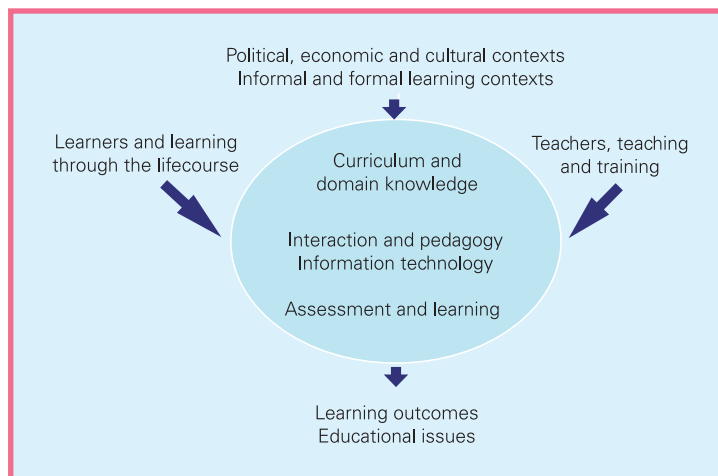 Political, economic and cultural contexts
Informal and formal learning contexts
Learners and learning
through the lifecourse
Teachers, teaching
and training
Curriculum and
domain knowledge
Interaction and pedagogy
Information technology
Assessment and learning
Learning outcomes
Educational issues